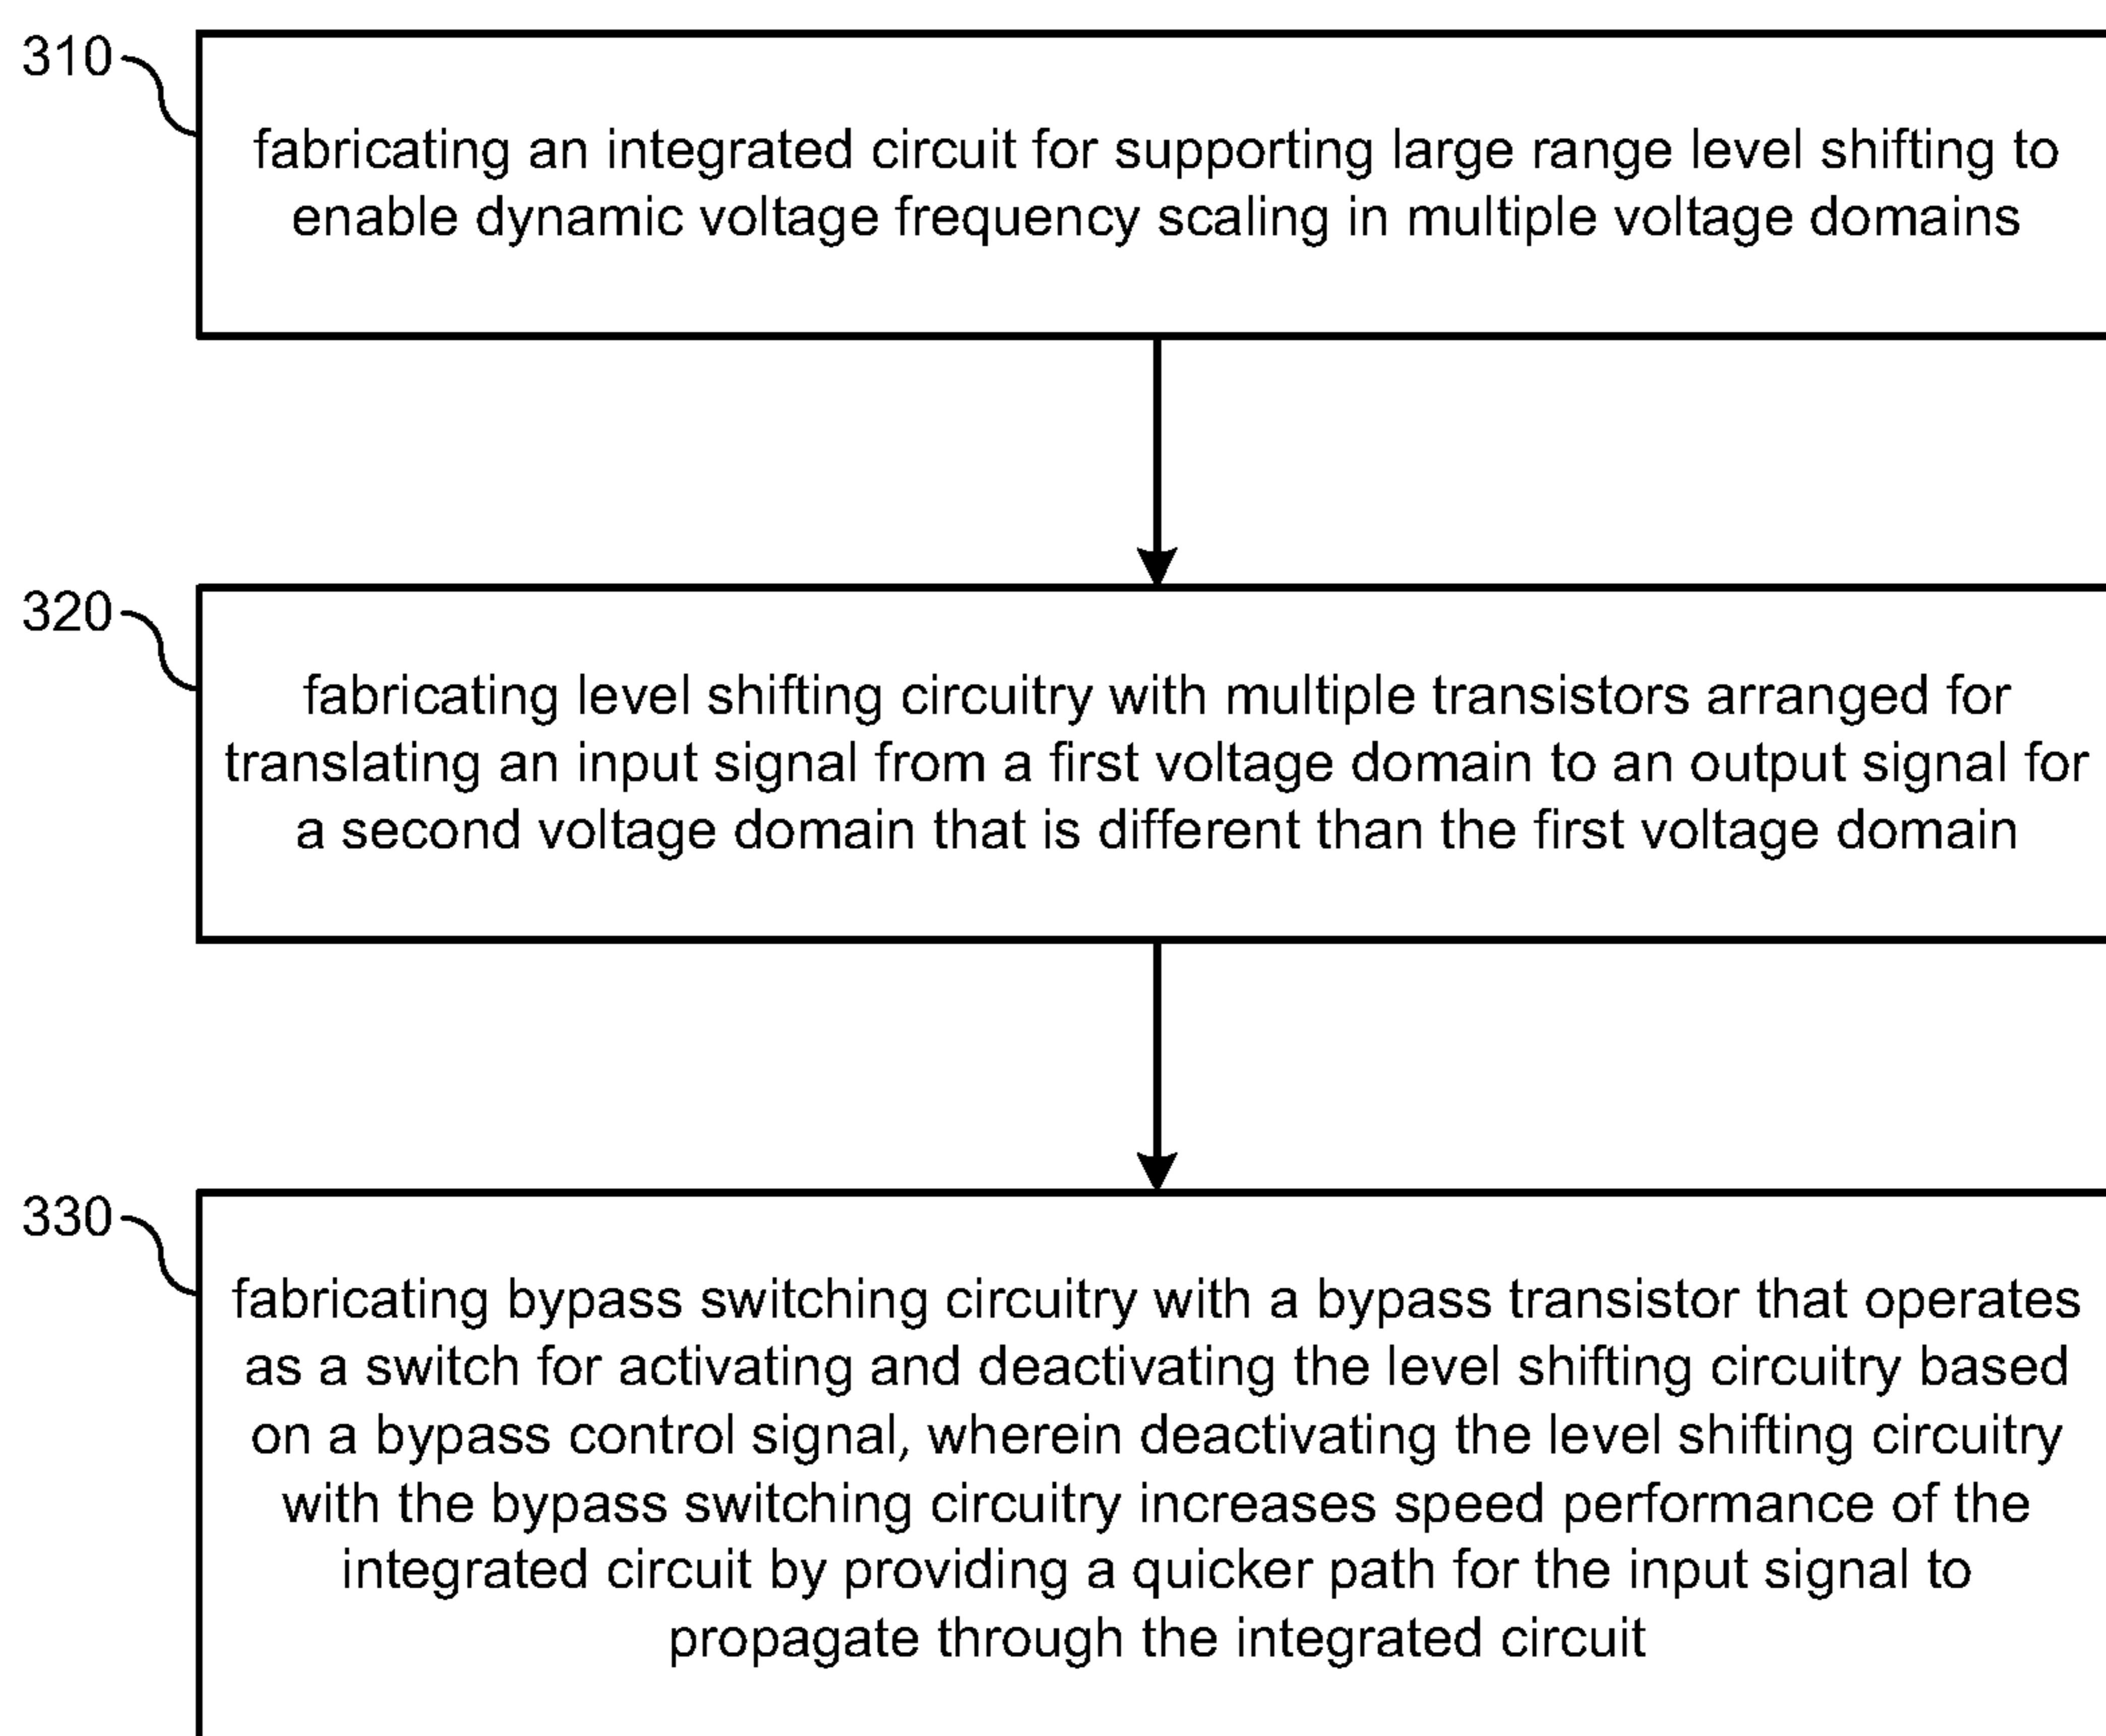 310
fabricating an integrated circuit for supporting large range level shifting to
enable dynamic voltage frequency scaling in multiple voltage domains
320
fabricating level shifting circuitry with multiple transistors arranged for
translating an input signal from a first voltage domain to an output signal for
a second voltage domain that is different than the first voltage domain
330
fabricating bypass switching circuitry with a bypass transistor that operates
as a switch for activating and deactivating the level shifting circuitry based
on a bypass control signal, wherein deactivating the level shifting circuitry
with the bypass switching circuitry increases speed performance of the
integrated circuit by providing a quicker path for the input signal to
propagate through the integrated circuit